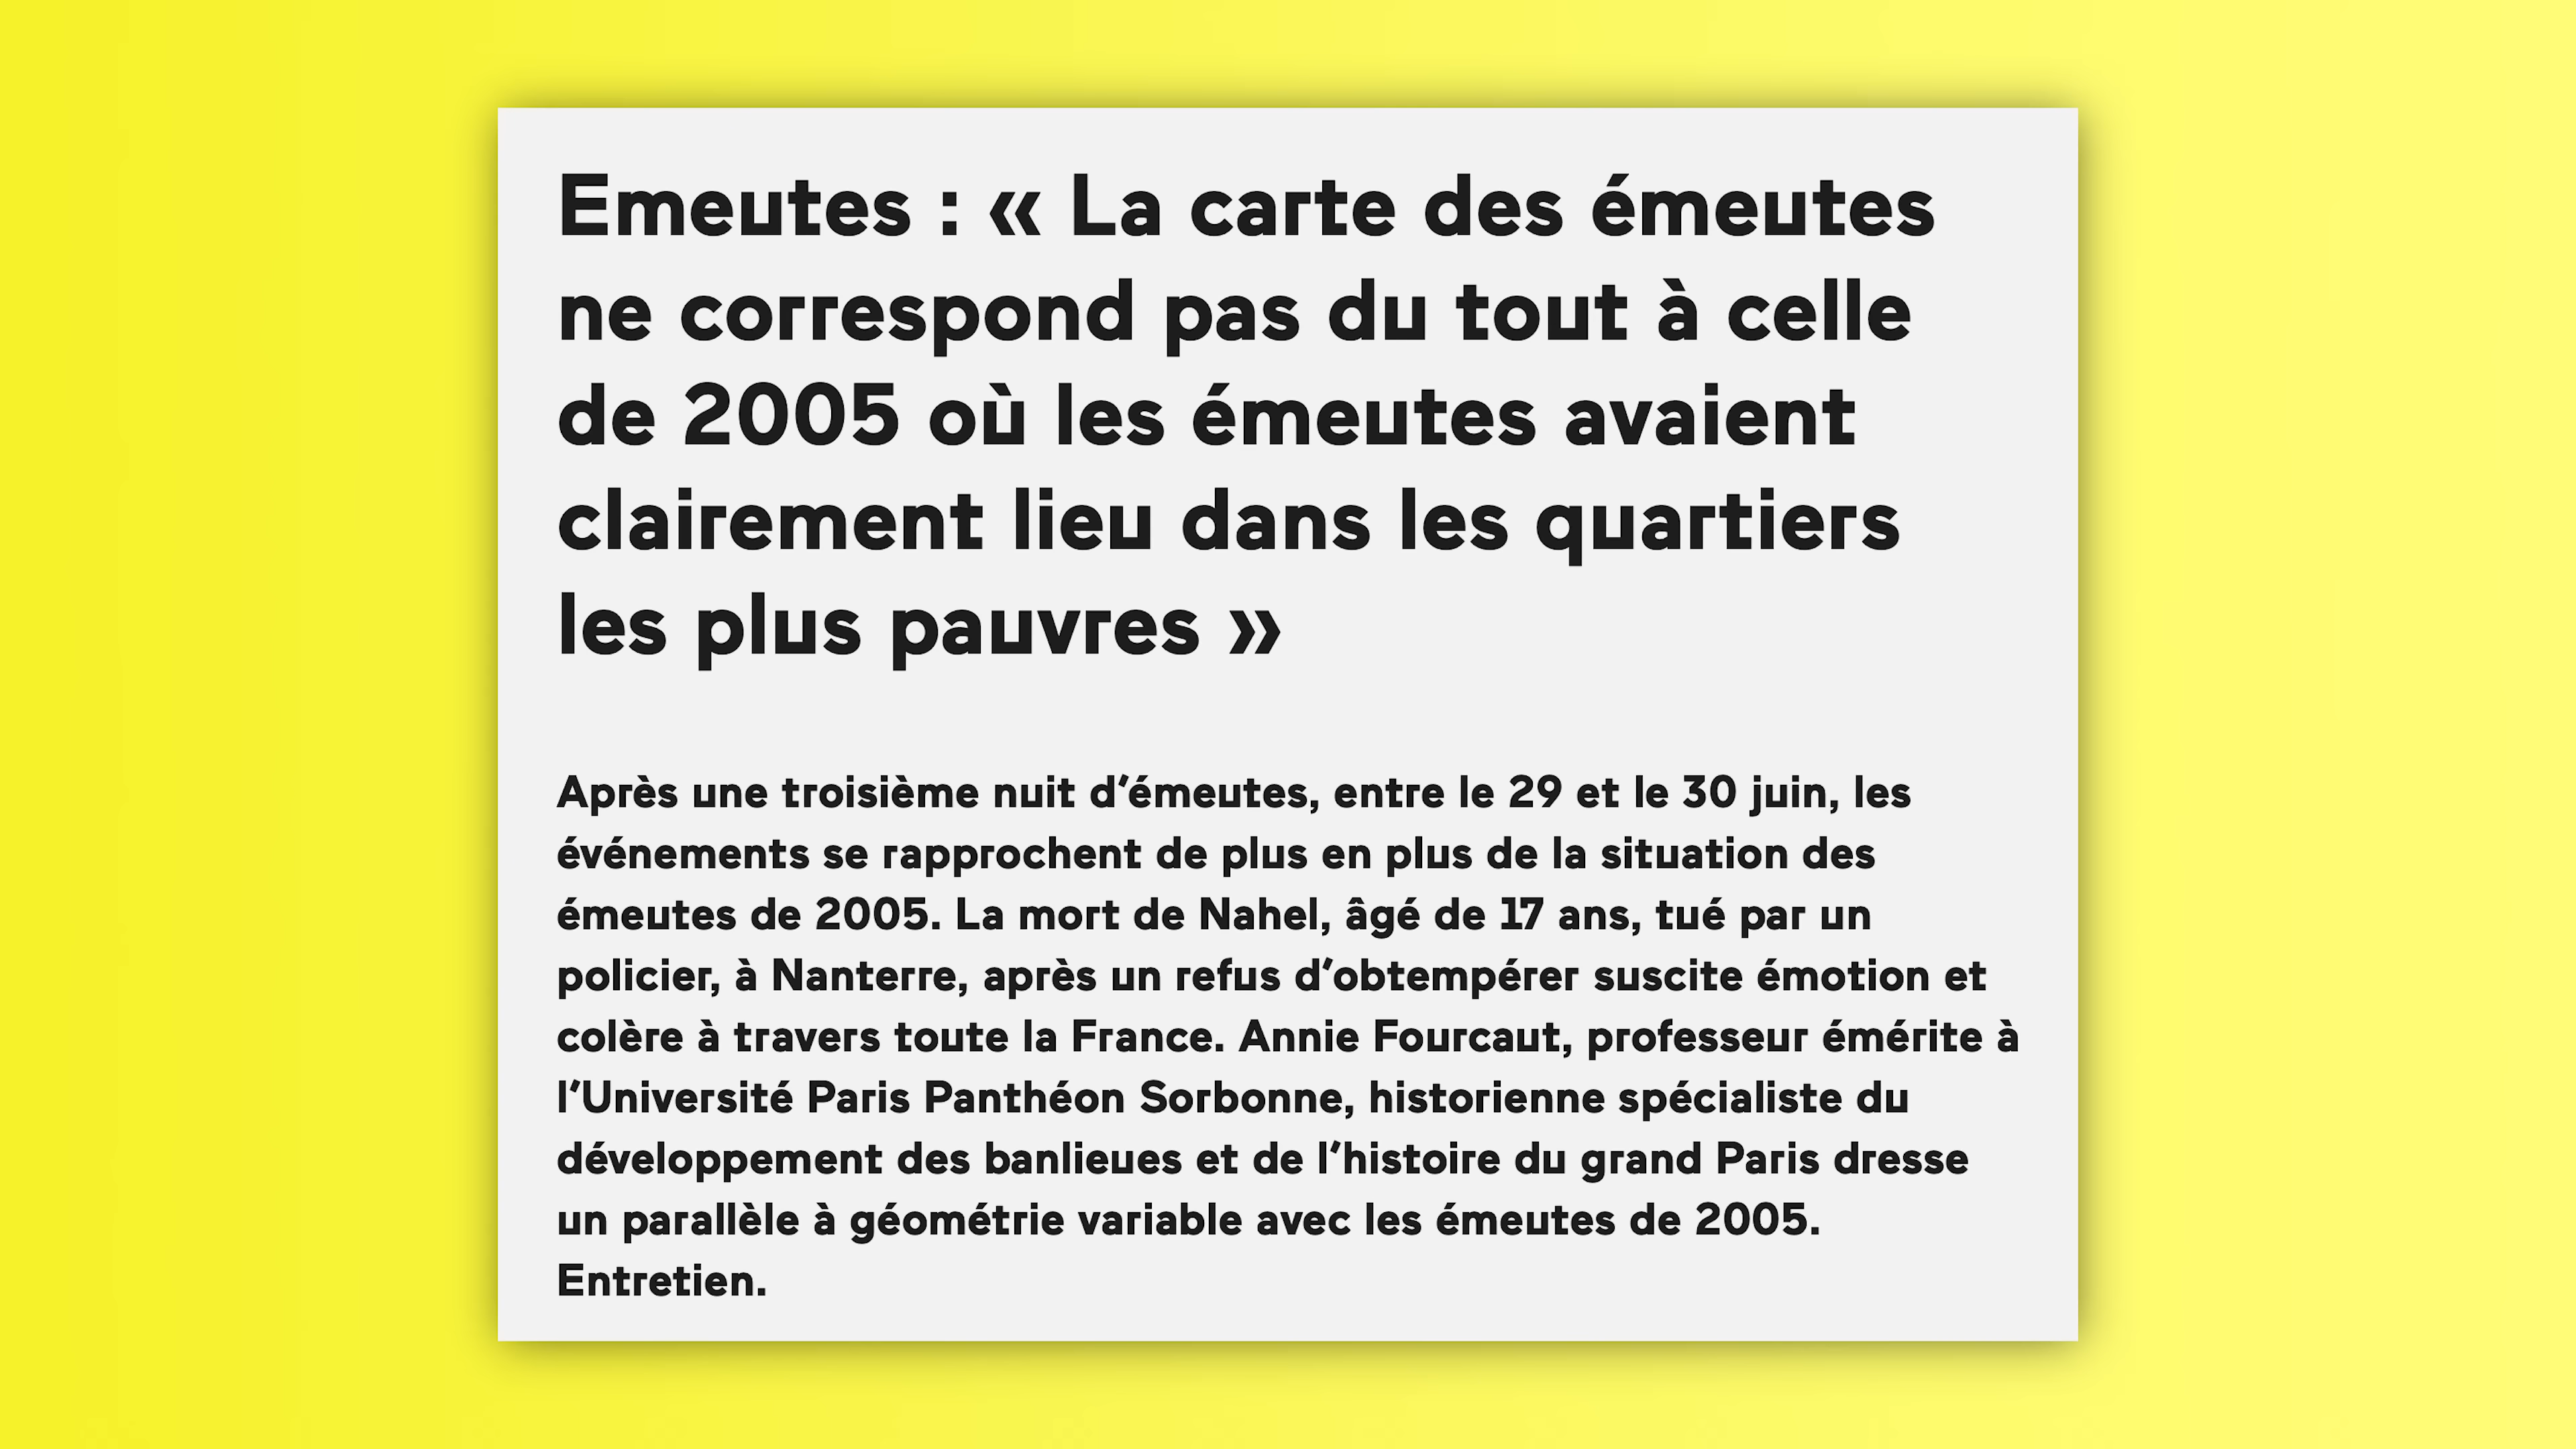 Emeutes : « La carte des émeutes
ne correspond pas du tout à celle
de 2005 où les émeutes avaient
clairement lieu dans les quartiers
les plus pauvres »
Après une troisième nuit d’émeutes, entre le 29 et le 30 juin, les
événements se rapprochent de plus en plus de la situation des
émeutes de 2005. La mort de Nahel, âgé de 17 ans, tué par un
policier, à Nanterre, après un refus d’obtempérer suscite émotion et
colère à travers toute la France. Annie Fourcaut, professeur émérite à
l’Université Paris Panthéon Sorbonne, historienne spécialiste du
développement des banlieues et de l’histoire du grand Paris dresse
un parallèle à géométrie variable avec les émeutes de 2005.
Entretien.